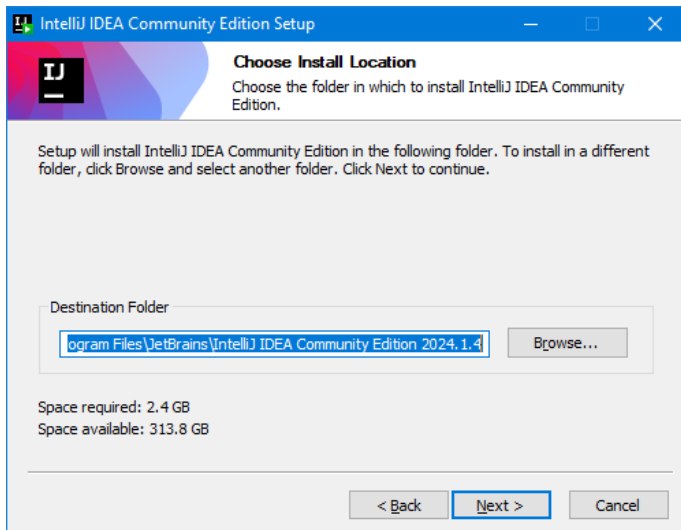 IntelliJ IDEA Community Edition Setup
IJ
Choose Install Location
Choose the folder in which to install IntelliJ IDEA Community
Edition.
Setup will install IntelliJ IDEA Community Edition in the following folder. To install in a different
folder, click Browse and select another folder. Click Next to continue.
Destination Folder
ogram Files\JetBrains\IntelliJ IDEA Community Edition 2024.1.4
Browse...
Space required: 2.4 GB
Space available: 313.8 GB
< Back
Next >
Cancel